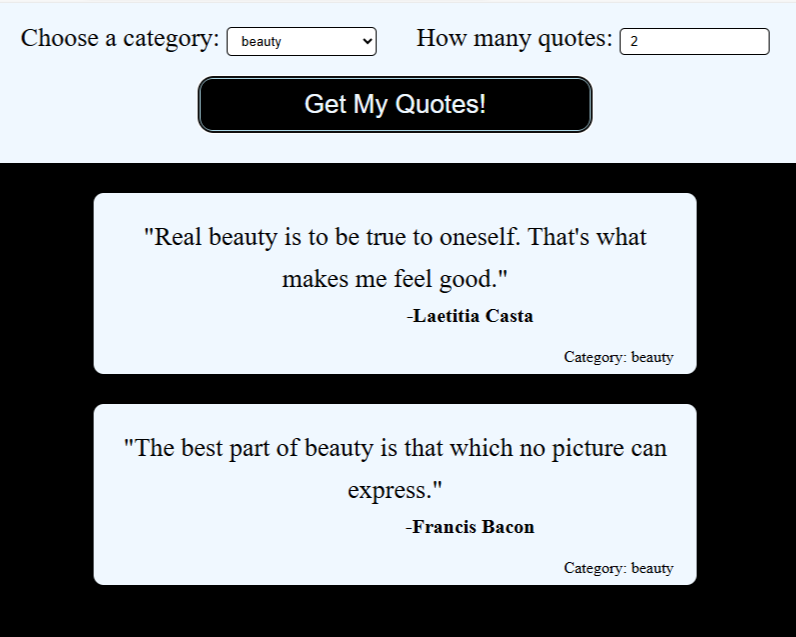 Choose a category: beauty How many quotes: 2
Get My Quotes!
"Real beauty is to be true to oneself. That's what
makes me feel good."
-Laetitia Casta
Category: beauty
"The best part of beauty is that which no picture can
express."
-Francis Bacon
Category: beauty